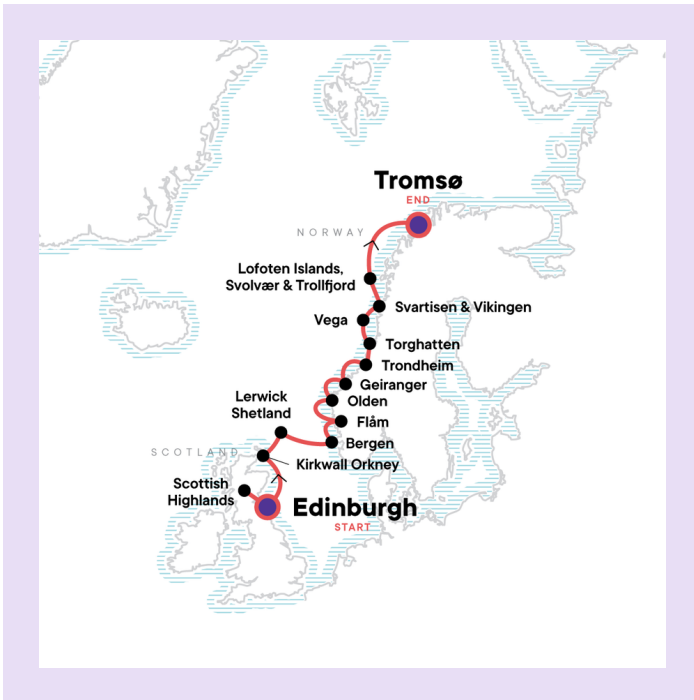 Tromsø
END
NORWAY
Lofoten Islands,
Svolvær & Trollfjord
Svartisen & Vikingen
Vega
Torghatten
Trondheim
Geiranger
Olden
Lerwick
Shetland
Flåm
Bergen
SCOTLAND
Kirkwall Orkney
Scottish
Highlands
Edinburgh
START